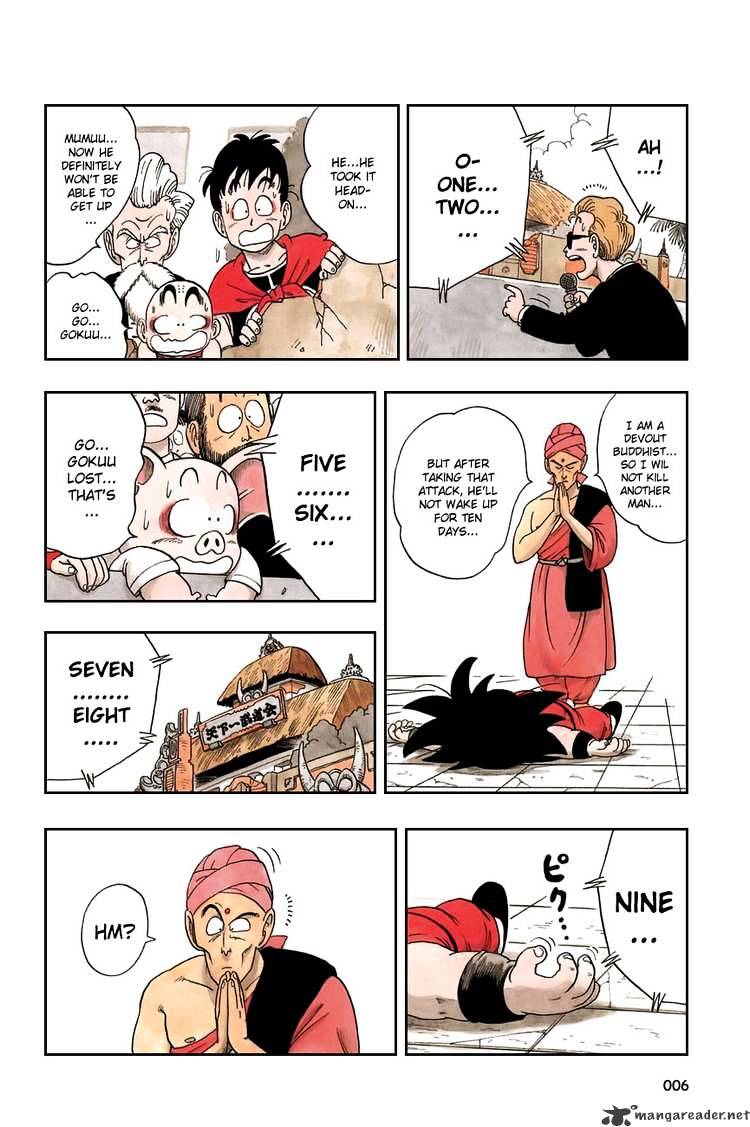 AH
...!
O-
ONE...
TWO...
...
HE...HE
TOOK IT
HEAD-
ON...
MUMUU...
NOW HE
DEFINITELY
WON'T BE
ABLE TO
GET UP
...
GO...
GO...
GOKUU
I AM A
DEVOUT
BUDDHIST...
SO I WIL
NOT KILL
ANOTHER
MAN...
BUT AFTER
TAKING THAT
ATTACK, HE'LL
NOT WAKE UP
FOR TEN
DAYS...
FIVE
.......
SIX...
...
GO...
GOKUU
LOST...
THAT'S
...
SEVEN
........
EIGHT
.....
天下一武道会
NINE
...
ピク…
HM?
006
mangareader.net